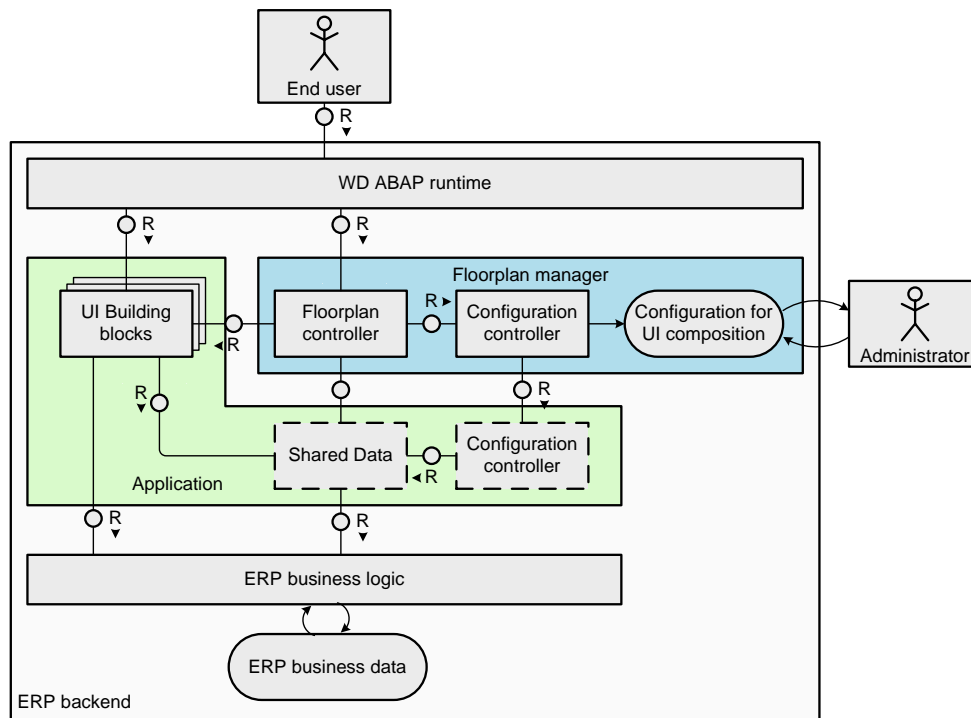 End user
R
WD ABAP runtime
R
R
Floorplan manager
UI Building
blocks
R
Floorplan
controller
R
Configuration
controller
Configuration for
UI composition
Administrator
R
R
Shared Data
R
Configuration
controller
Application
R
R
ERP business logic
ERP business data
ERP backend